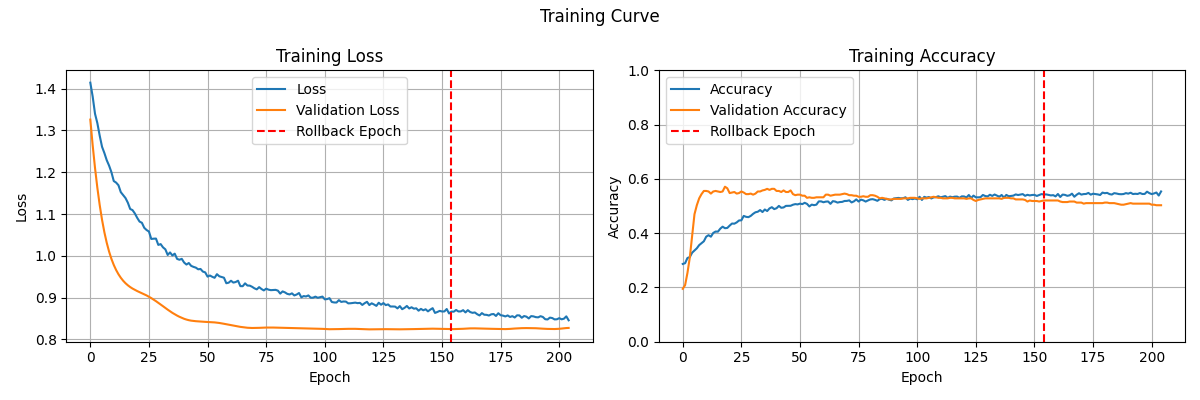 Training Curve
Training Loss
Loss
Validation Loss
Rollback Epoch
1.4
1.3
1.2
1.1
1.0
0.9
0.8
Loss
0 25 50 75 100 125 150 175 200
Epoch
Training Accuracy
Accuracy
Validation Accuracy
Rollback Epoch
1.0
0.8
0.6
0.4
0.2
0.0
Accuracy
0 25 50 75 100 125 150 175 200
Epoch